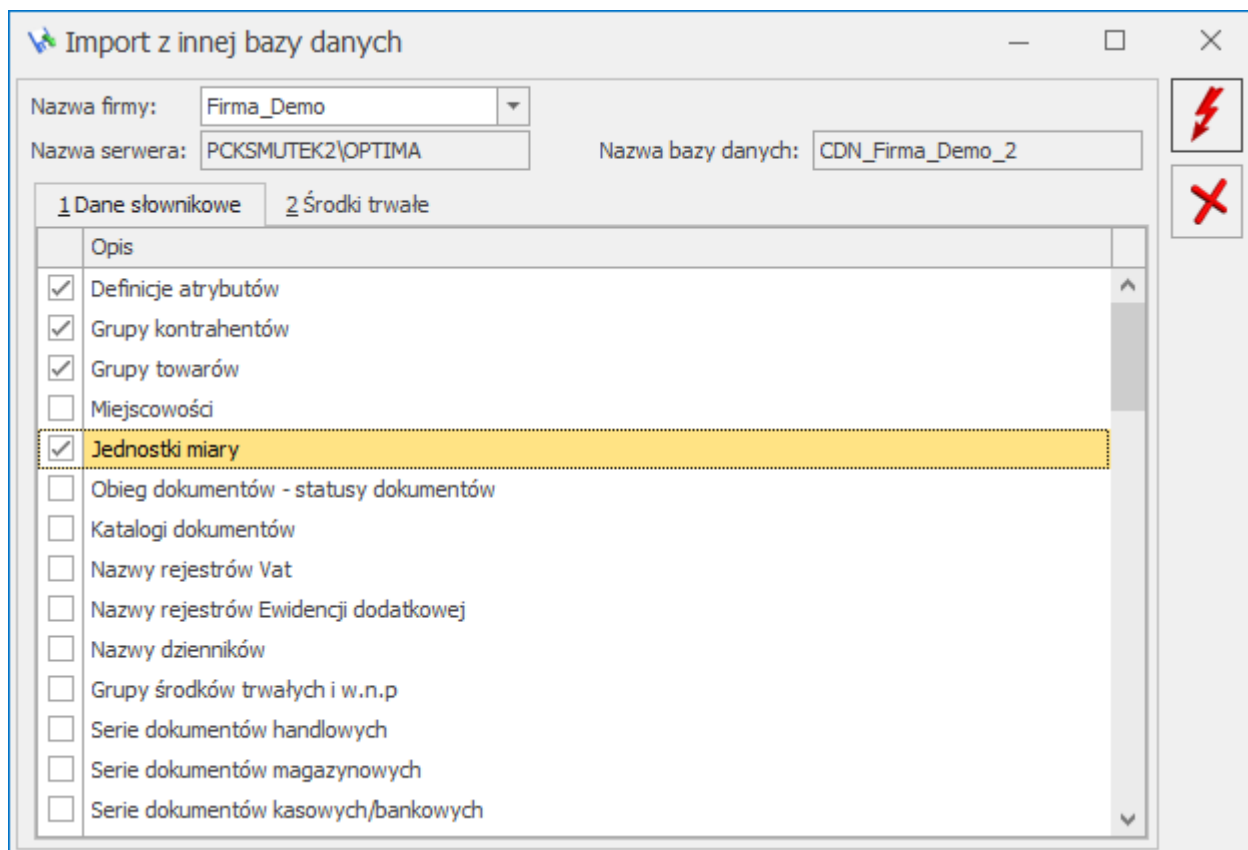 Import z innej bazy danych
Nazwa firmy: Firma_Demo
Nazwa serwera: PCKSMUTEK2\OPTIMA Nazwa bazy danych: CDN_Firma_Demo_2
1 Dane słownikowe 2 Środki trwałe
Opis
Definicje atrybutów
Grupy kontrahentów
Grupy towarów
Miejscowości
Jednostki miary
Obieg dokumentów - statusy dokumentów
Katalogi dokumentów
Nazwy rejestrów Vat
Nazwy rejestrów Ewidencji dodatkowej
Nazwy dzienników
Grupy środków trwałych i w.n.p
Serie dokumentów handlowych
Serie dokumentów magazynowych
Serie dokumentów kasowych/bankowych